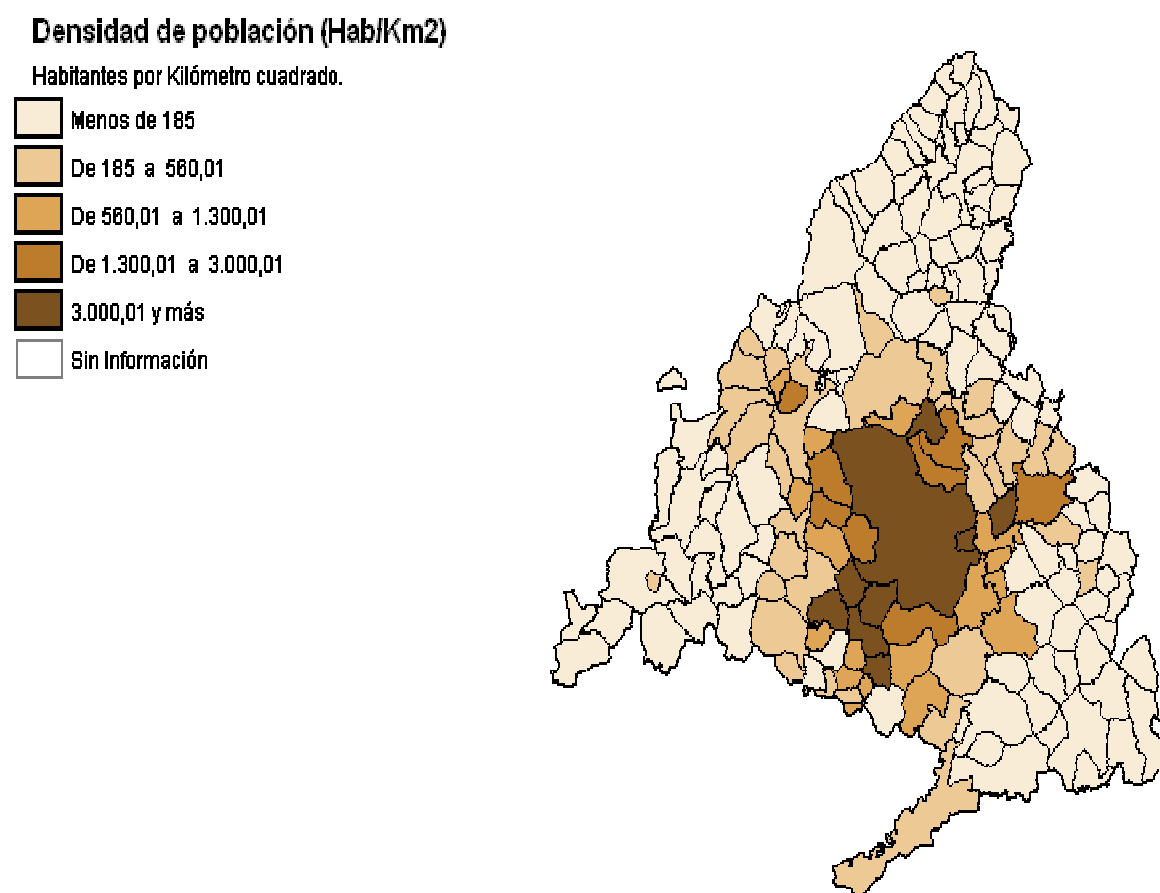 Densidad de población (Hab/Km2)
Habitantes por Kilómetro cuadrado.
Menos de 185
De 185 a 560,01
De 560,01 a 1.300,01
De 1.300,01 a 3.000,01
3.000,01 y más
Sin Información